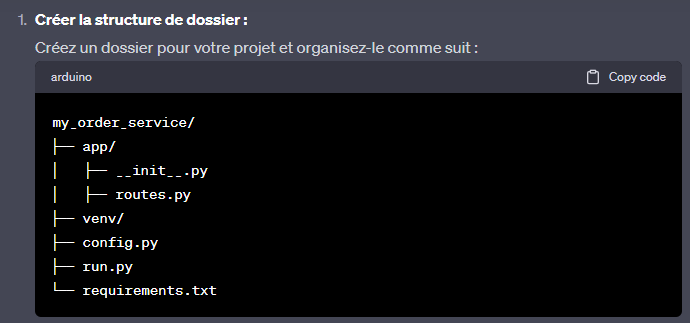 1. Créer la structure de dossier :
Créez un dossier pour votre projet et organisez-le comme suit :
arduino Copy code
my_order_service/
├── app/
│   ├── __init__.py
│   ├── routes.py
├── venv/
├── config.py
├── run.py
└── requirements.txt